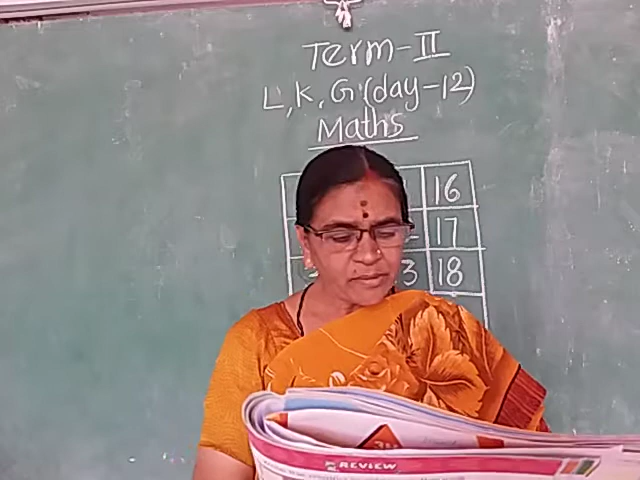 Term-II
L,K,G(day-12)
Maths
16
17
3 18
REVIEW